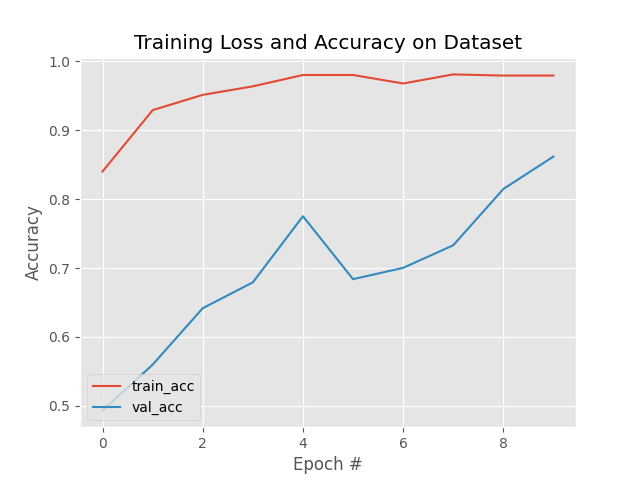 Training Loss and Accuracy on Dataset
1.0
0.9
0.8
0.7
0.6
0.5
Accuracy
train_acc
val_acc
0 2 4 6 8
Epoch #